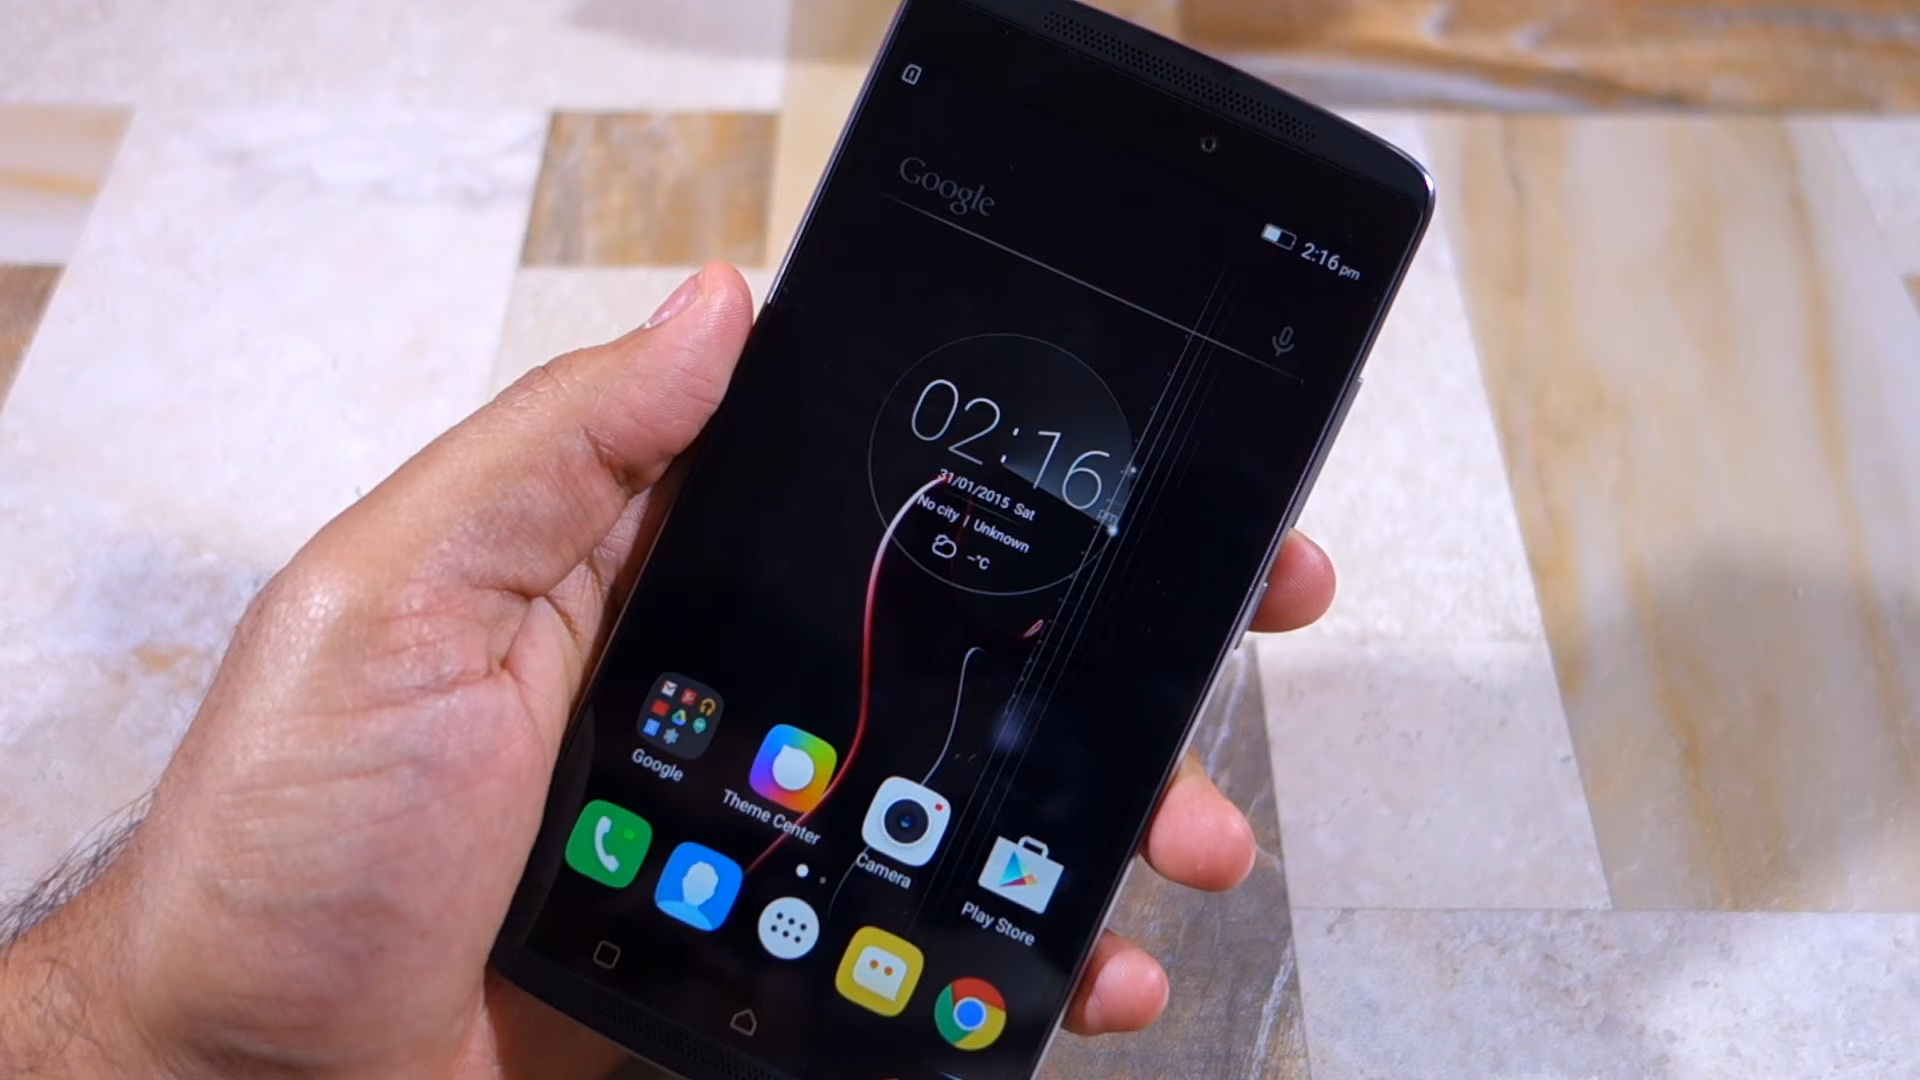 Google
2:16 pm
02:16 pm
31/01/2015 Sat
No city | Unknown
-°C
Google
Theme Center
Camera
Play Store